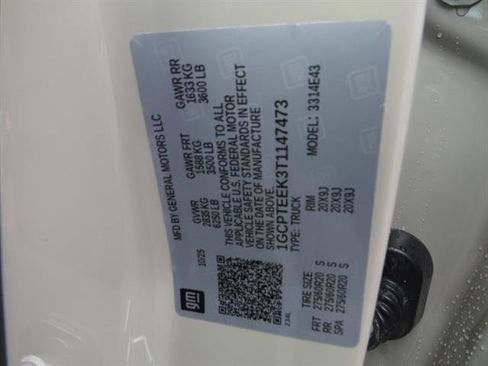 MFD BY GENERAL MOTORS LLC
10/25
GVWR GAWR FRT GAWR RR
2835 KG 1588 KG 1633 KG
6250 LB 3500 LB 3600 LB
THIS VEHICLE CONFORMS TO ALL
APPLICABLE U.S. FEDERAL MOTOR
VEHICLE SAFETY STANDARDS IN EFFECT
ON THE DATE OF MANUFACTURE
SHOWN ABOVE.
1GCPTEEK3T1147473
TYPE: TRUCK MODEL: 3314E43
TIRE SIZE RIM
FRT 275/60R20 S 20X9J
RR 275/60R20 S 20X9J
SPA 275/60R20 S 20X9J
gm